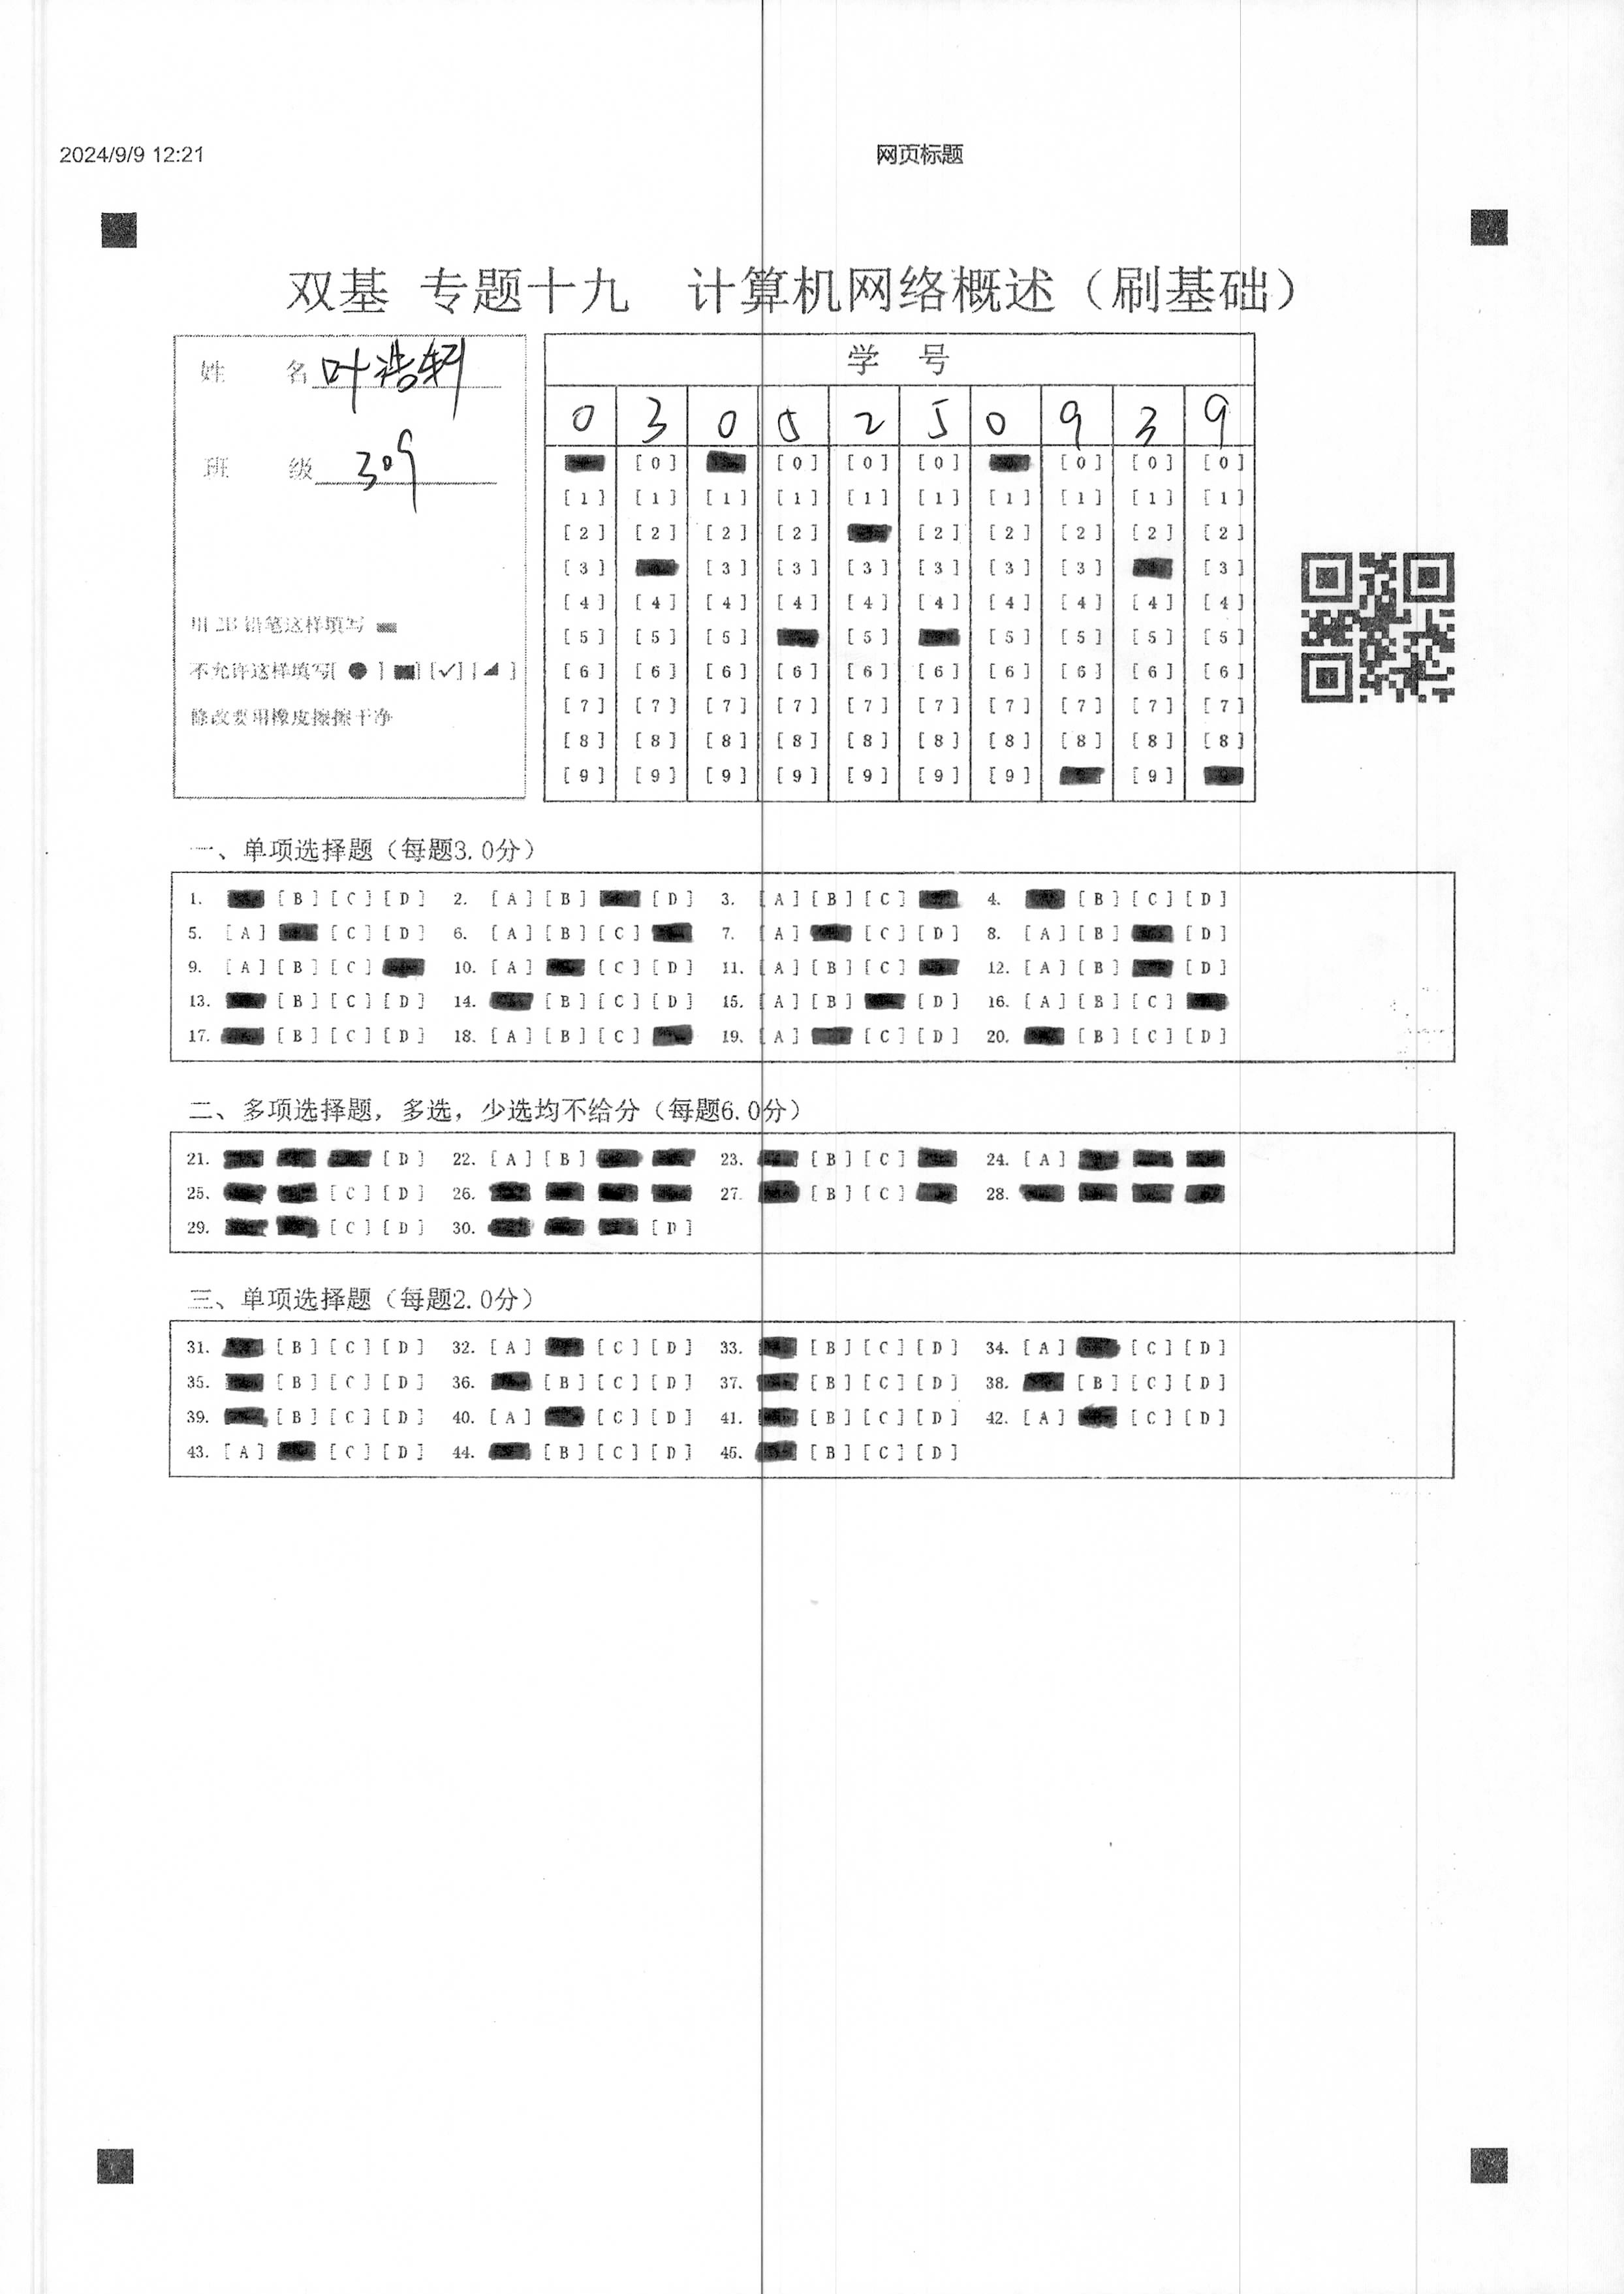 2024/9/9 12:21 网页标题
双基 专题十九 计算机网络概述（刷基础）
姓 名 叶浩轩
班 级 309
用2B铅笔这样填写
不允许这样填写[●] [■] [✓] [◢]
修改要用橡皮擦擦干净
学 号
0 3 0 5 2 5 0 9 3 9
[0] [0] [0] [0] [0] [0] [0]
[1] [1] [1] [1] [1] [1] [1] [1] [1] [1]
[2] [2] [2] [2] [2] [2] [2] [2] [2]
[3] [3] [3] [3] [3] [3] [3] [3]
[4] [4] [4] [4] [4] [4] [4] [4] [4] [4]
[5] [5] [5] [5] [5] [5] [5] [5]
[6] [6] [6] [6] [6] [6] [6] [6] [6] [6]
[7] [7] [7] [7] [7] [7] [7] [7] [7] [7]
[8] [8] [8] [8] [8] [8] [8] [8] [8] [8]
[9] [9] [9] [9] [9] [9] [9] [9]
一、单项选择题（每题3.0分）
1. [B] [C] [D] 2. [A] [B] [D] 3. [A] [B] [C] 4. [B] [C] [D]
5. [A] [C] [D] 6. [A] [B] [C] 7. [A] [C] [D] 8. [A] [B] [D]
9. [A] [B] [C] 10. [A] [C] [D] 11. [A] [B] [C] 12. [A] [B] [D]
13. [B] [C] [D] 14. [B] [C] [D] 15. [A] [B] [D] 16. [A] [B] [C]
17. [B] [C] [D] 18. [A] [B] [C] 19. [A] [C] [D] 20. [B] [C] [D]
二、多项选择题，多选，少选均不给分（每题6.0分）
21. [D] 22. [A] [B] 23. [B] [C] 24. [A]
25. [C] [D] 26. 27. [B] [C] 28.
29. [C] [D] 30. [D]
三、单项选择题（每题2.0分）
31. [B] [C] [D] 32. [A] [C] [D] 33. [B] [C] [D] 34. [A] [C] [D]
35. [B] [C] [D] 36. [B] [C] [D] 37. [B] [C] [D] 38. [B] [C] [D]
39. [B] [C] [D] 40. [A] [C] [D] 41. [B] [C] [D] 42. [A] [C] [D]
43. [A] [C] [D] 44. [B] [C] [D] 45. [B] [C] [D]